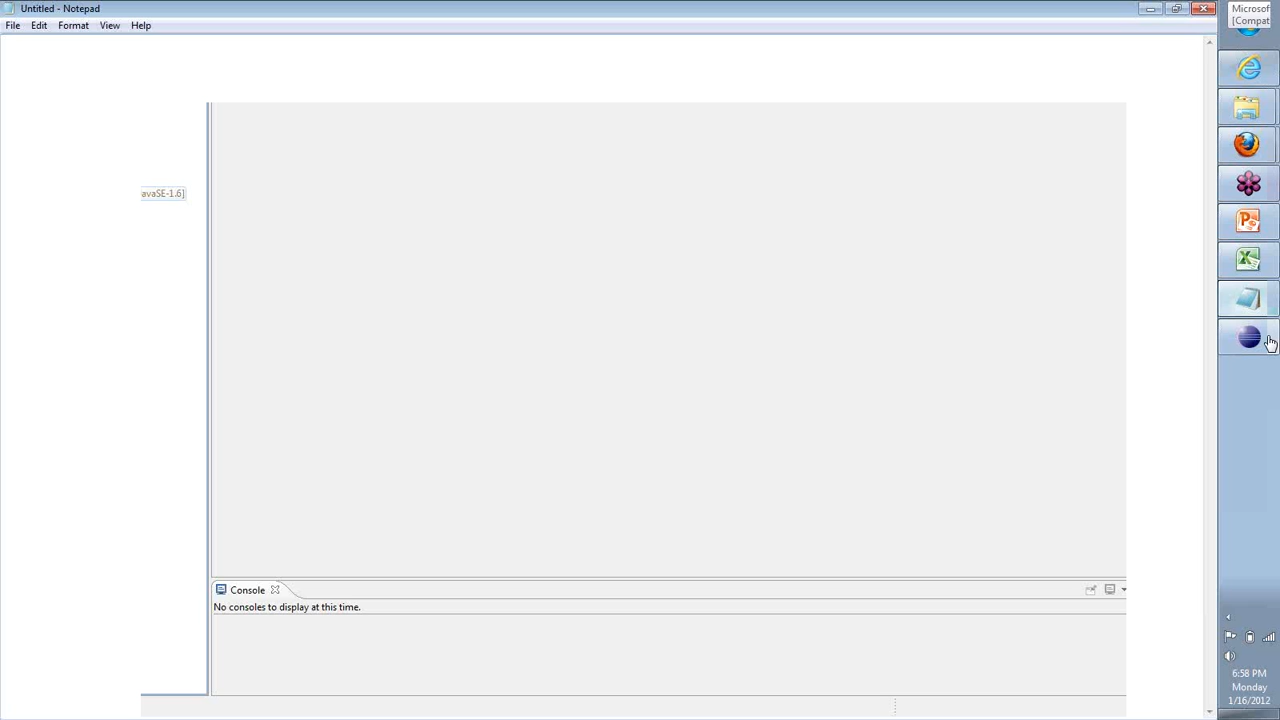 Untitled - Notepad
File Edit Format View Help
avaSE-1.6]
Console
No consoles to display at this time.
Microsof
[Compat
6:58 PM
Monday
1/16/2012